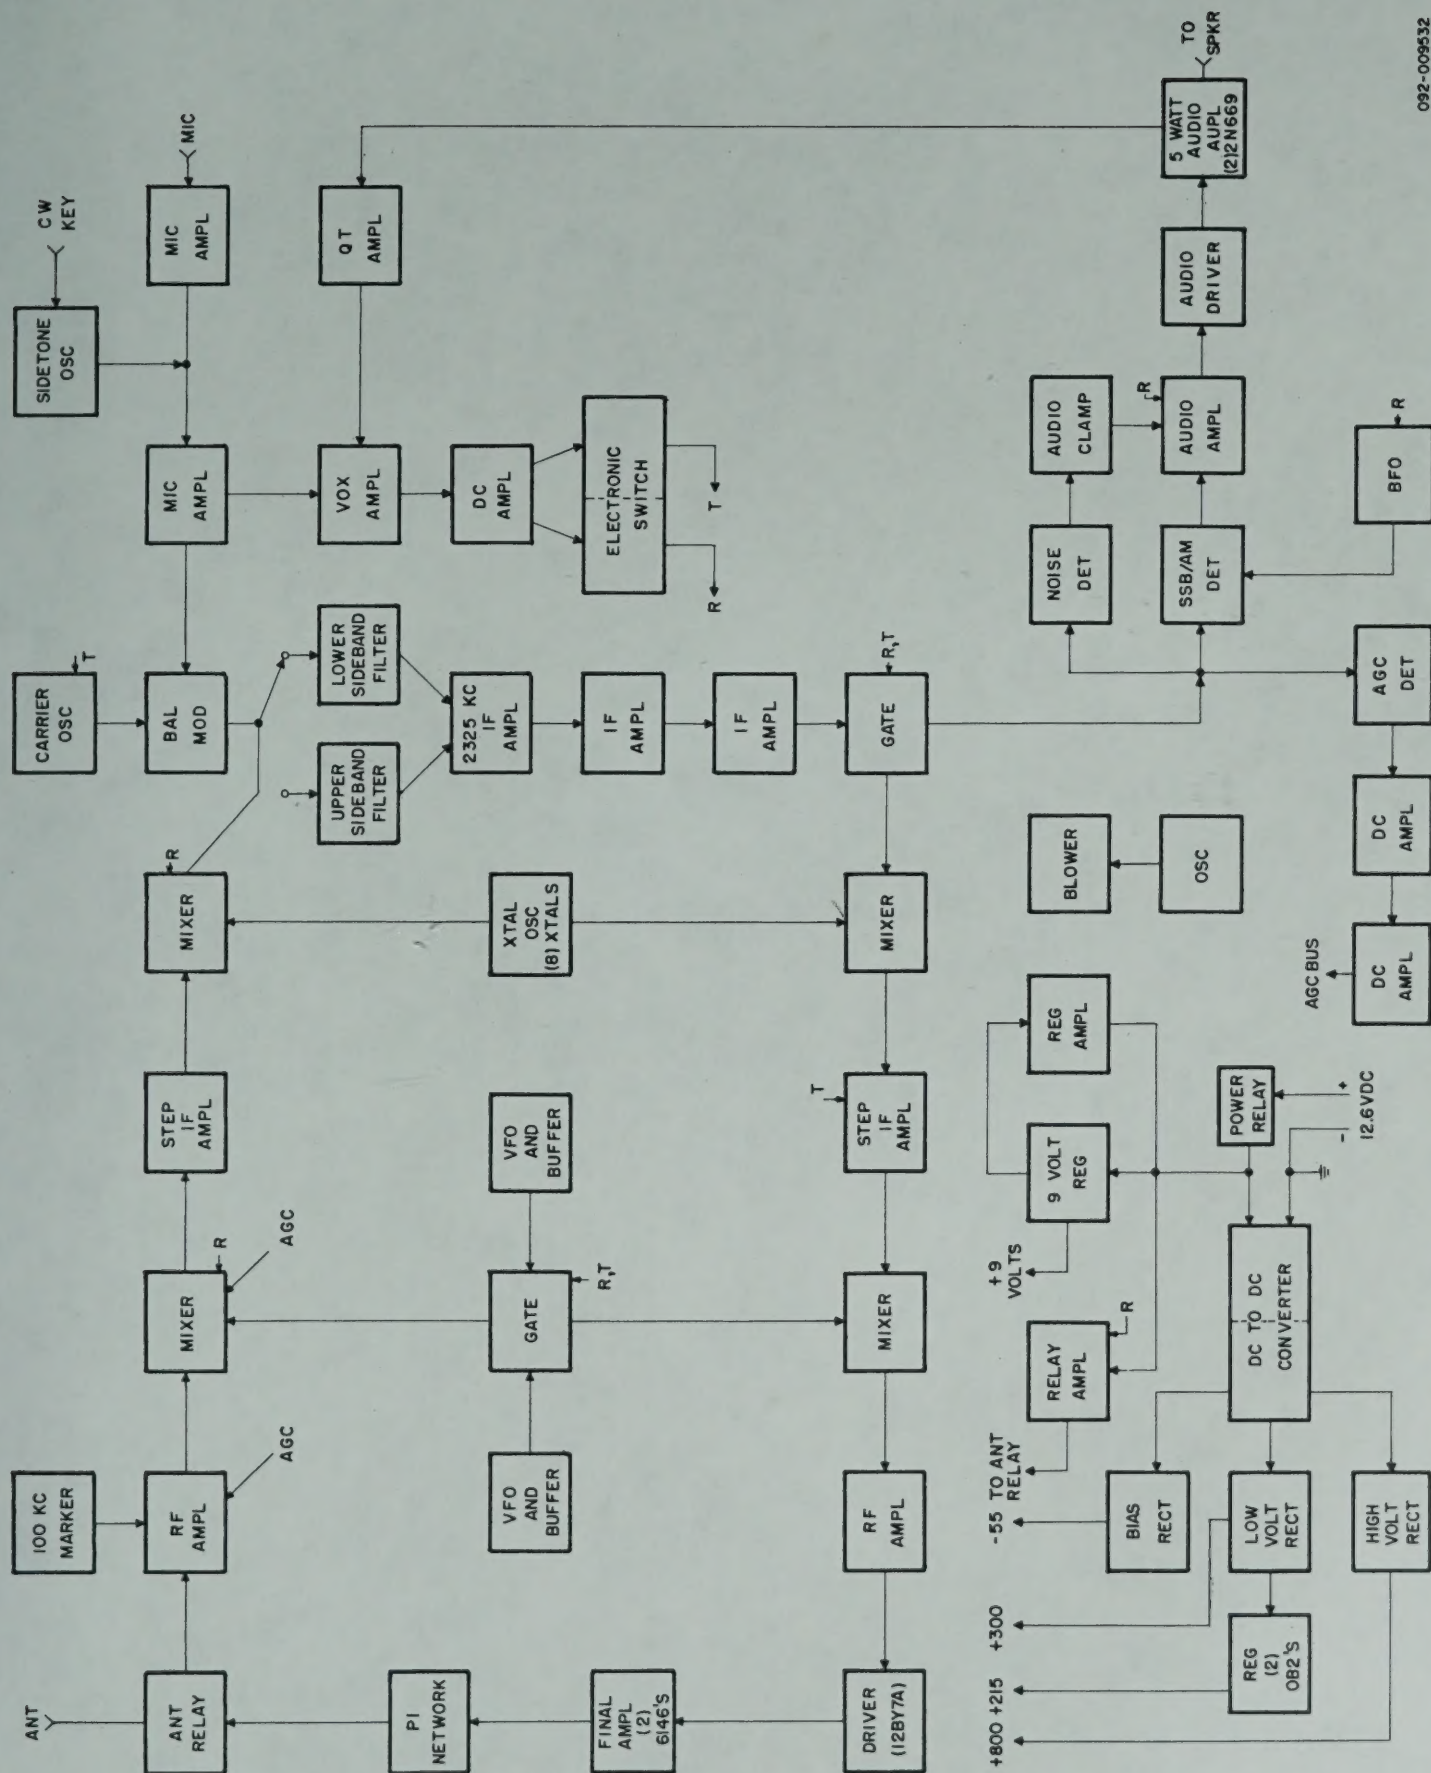 CW
KEY
MIC
SIDETONE
OSC
MIC
AMPL
MIC
AMPL
CARRIER
OSC
T
BAL
MOD
R
MIXER
STEP
IF
AMPL
MIXER
R
AGC
100 KC
MARKER
RF
AMPL
AGC
ANT
ANT
RELAY
QT
AMPL
VOX
AMPL
DC
AMPL
ELECTRONIC
SWITCH
T
R
LOWER
SIDEBAND
FILTER
UPPER
SIDEBAND
FILTER
2325 KC
IF
AMPL
IF
AMPL
IF
AMPL
R,T
GATE
XTAL
OSC
(8) XTALS
VFO
AND
BUFFER
GATE
R,T
VFO
AND
BUFFER
PI
NETWORK
FINAL
AMPL
(2)
6146'S
DRIVER
(12BY7A)
RF
AMPL
MIXER
T
STEP
IF
AMPL
MIXER
TO
SPKR
5 WATT
AUDIO
AUPL
(2)2N669
AUDIO
DRIVER
AUDIO
CLAMP
R
AUDIO
AMPL
NOISE
DET
SSB/AM
DET
R
BFO
AGC
DET
DC
AMPL
DC
AMPL
AGC BUS
BLOWER
OSC
REG
AMPL
9 VOLT
REG
+9
VOLTS
POWER
RELAY
+
-
12.6VDC
RELAY
AMPL
R
DC TO DC
CONVERTER
-55 TO ANT
RELAY
BIAS
RECT
LOW
VOLT
RECT
HIGH
VOLT
RECT
+300
REG
(2)
OB2'S
+215
+800
092-009532